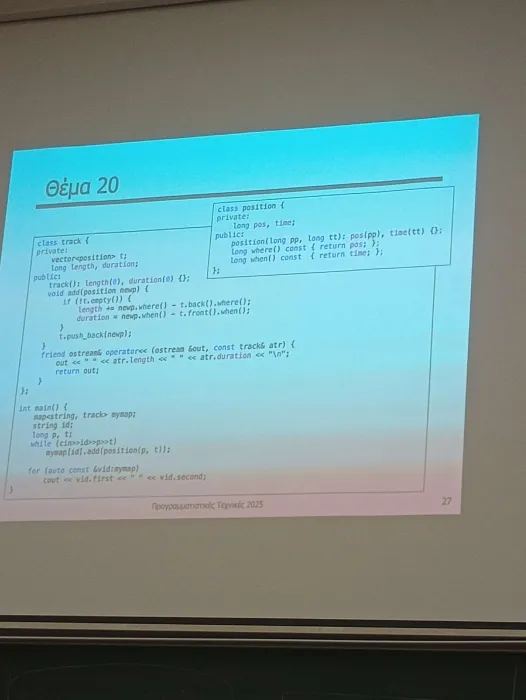 Θέμα 20
class position {
private:
long pos, time;
public:
position(long pp, long tt): pos(pp), time(tt) {};
long where() const { return pos; };
long when() const { return time; };
};
class track {
private:
vector<position> t;
long length, duration;
public:
track(): length(0), duration(0) {};
void add(position newp) {
if (!t.empty()) {
length += newp.where() - t.back().where();
duration = newp.when() - t.front().when();
}
t.push_back(newp);
}
friend ostream& operator<< (ostream &out, const track& atr) {
out << " " << atr.length << " " << atr.duration << "\n";
return out;
}
};
int main() {
map<string, track> mymap;
string id;
long p, t;
while (cin>>id>>p>>t)
mymap[id].add(position(p, t));
for (auto const &vid:mymap)
cout << vid.first << " " << vid.second;
}
Προγραμματιστικές Τεχνικές 2025
27